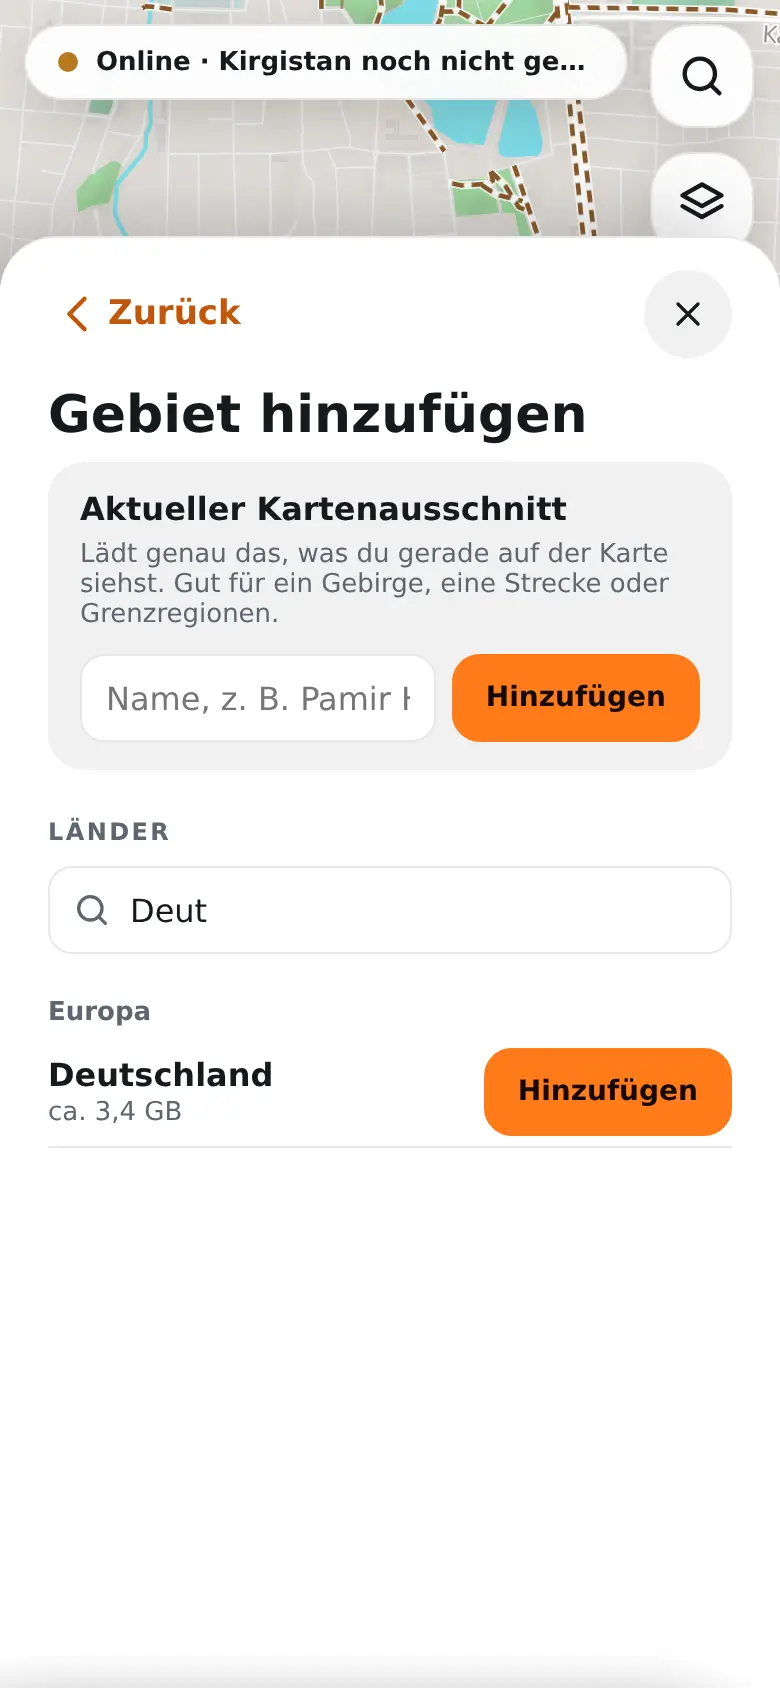 Online · Kirgistan noch nicht ge…
Zurück
Gebiet hinzufügen
Aktueller Kartenausschnitt
Lädt genau das, was du gerade auf der Karte
siehst. Gut für ein Gebirge, eine Strecke oder
Grenzregionen.
Name, z. B. Pamir
Hinzufügen
LÄNDER
Deut
Europa
Deutschland
ca. 3,4 GB
Hinzufügen